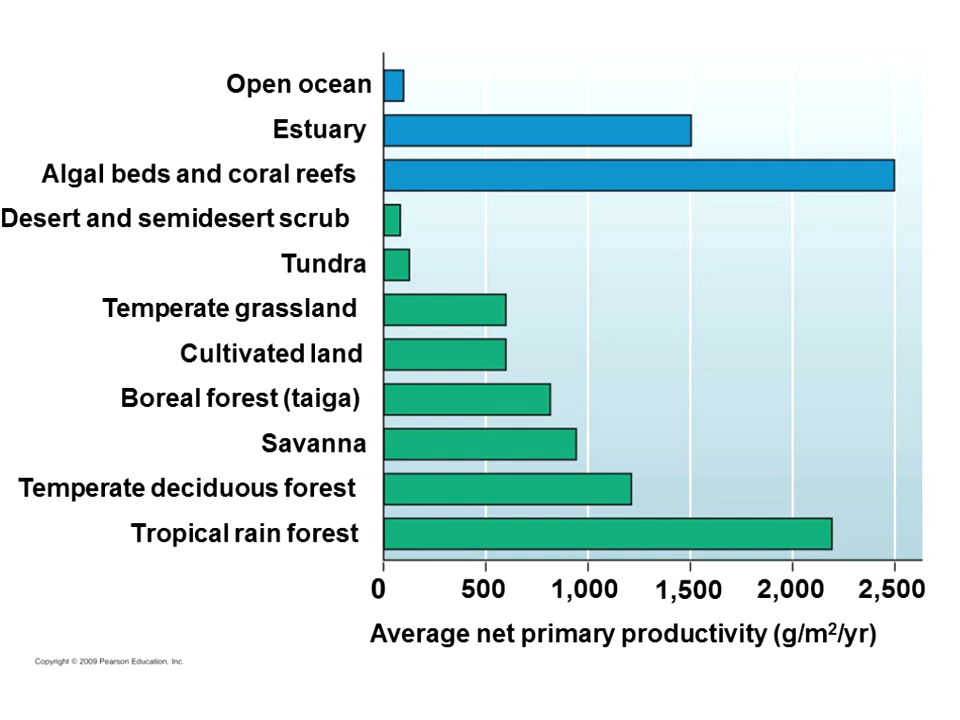 Open ocean
Estuary
Algal beds and coral reefs
Desert and semidesert scrub
Tundra
Temperate grassland
Cultivated land
Boreal forest (taiga)
Savanna
Temperate deciduous forest
Tropical rain forest
0 500 1,000 1,500 2,000 2,500
Average net primary productivity (g/m²/yr)
Copyright © 2009 Pearson Education, Inc.